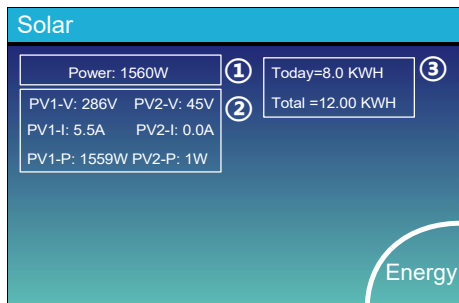 Solar
Power: 1560W
①
PV1-V: 286V PV2-V: 45V
②
PV1-I: 5.5A PV2-I: 0.0A
PV1-P: 1559W PV2-P: 1W
Today=8.0 KWH
③
Total =12.00 KWH
Energy